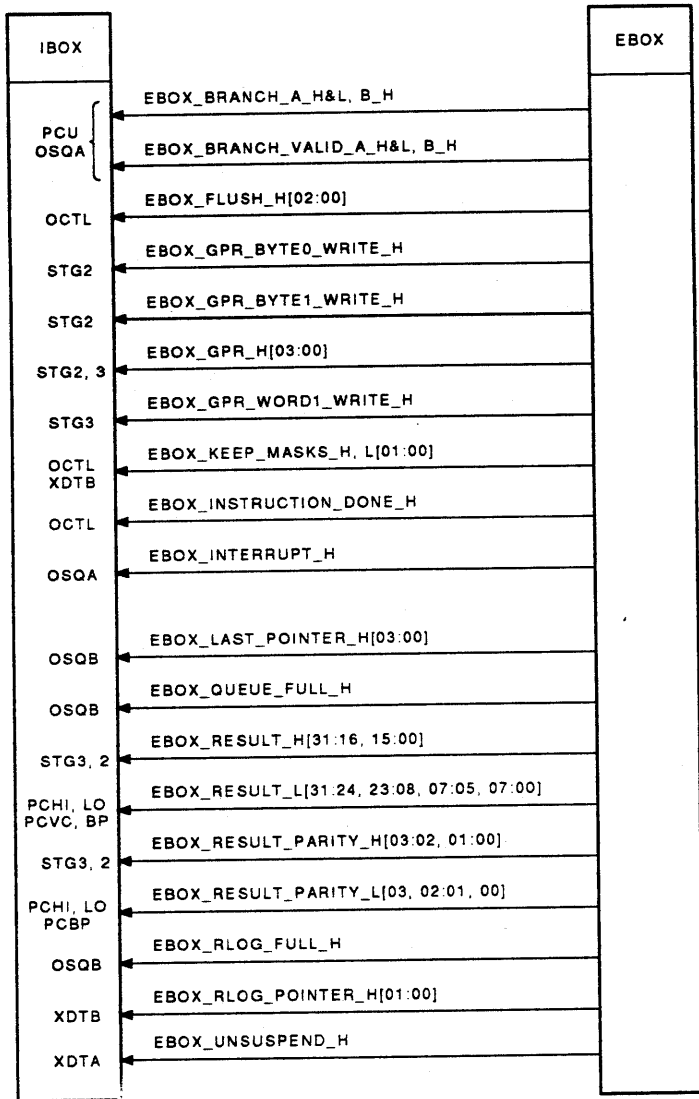 IBOX
EBOX
EBOX_BRANCH_A_H&L, B_H
PCU
OSQA
EBOX_BRANCH_VALID_A_H&L, B_H
EBOX_FLUSH_H[02:00]
OCTL
EBOX_GPR_BYTE0_WRITE_H
STG2
EBOX_GPR_BYTE1_WRITE_H
STG2
EBOX_GPR_H[03:00]
STG2, 3
EBOX_GPR_WORD1_WRITE_H
STG3
EBOX_KEEP_MASKS_H, L[01:00]
OCTL
XDTB
EBOX_INSTRUCTION_DONE_H
OCTL
EBOX_INTERRUPT_H
OSQA
EBOX_LAST_POINTER_H[03:00]
OSQB
EBOX_QUEUE_FULL_H
OSQB
EBOX_RESULT_H[31:16, 15:00]
STG3, 2
EBOX_RESULT_L[31:24, 23:08, 07:05, 07:00]
PCHI, LO
PCVC, BP
EBOX_RESULT_PARITY_H[03:02, 01:00]
STG3, 2
EBOX_RESULT_PARITY_L[03, 02:01, 00]
PCHI, LO
PCBP
EBOX_RLOG_FULL_H
OSQB
EBOX_RLOG_POINTER_H[01:00]
XDTB
EBOX_UNSUSPEND_H
XDTA